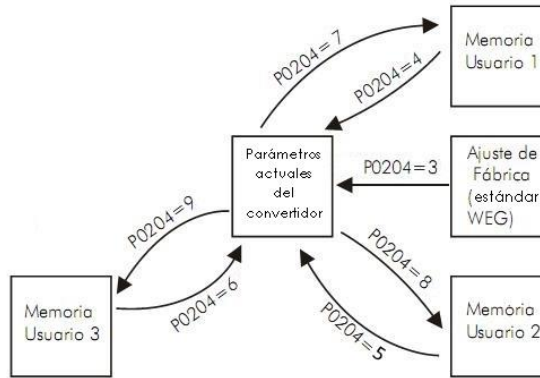 P0204=7
Memoria
Usuario 1
P0204=4
Parámetros
actuales
del
convertidor
P0204=3
Ajuste de
Fábrica
(estándar
WEG)
P0204=9
P0204=6
P0204=8
P0204=5
Memoria
Usuario 3
Memoria
Usuario 2